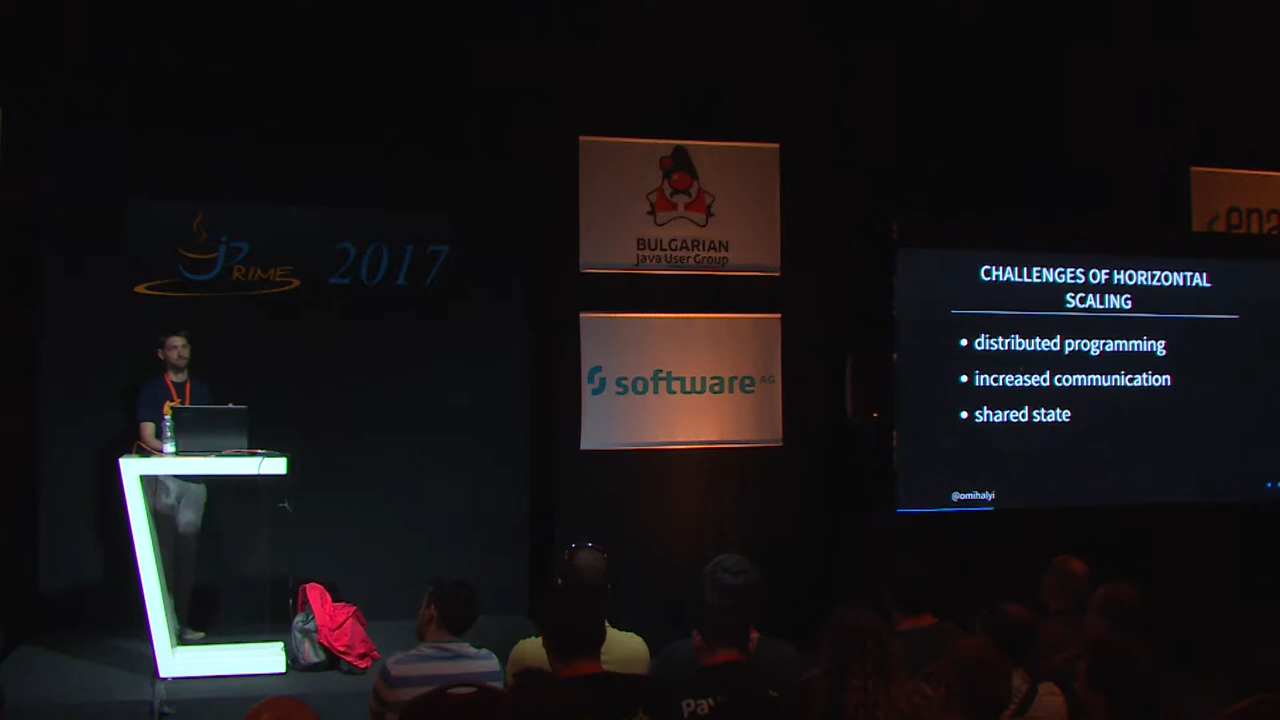 JPRIME 2017
BULGARIAN
Java User Group
software AG
CHALLENGES OF HORIZONTAL
SCALING
• distributed programming
• increased communication
• shared state
@omihalyi